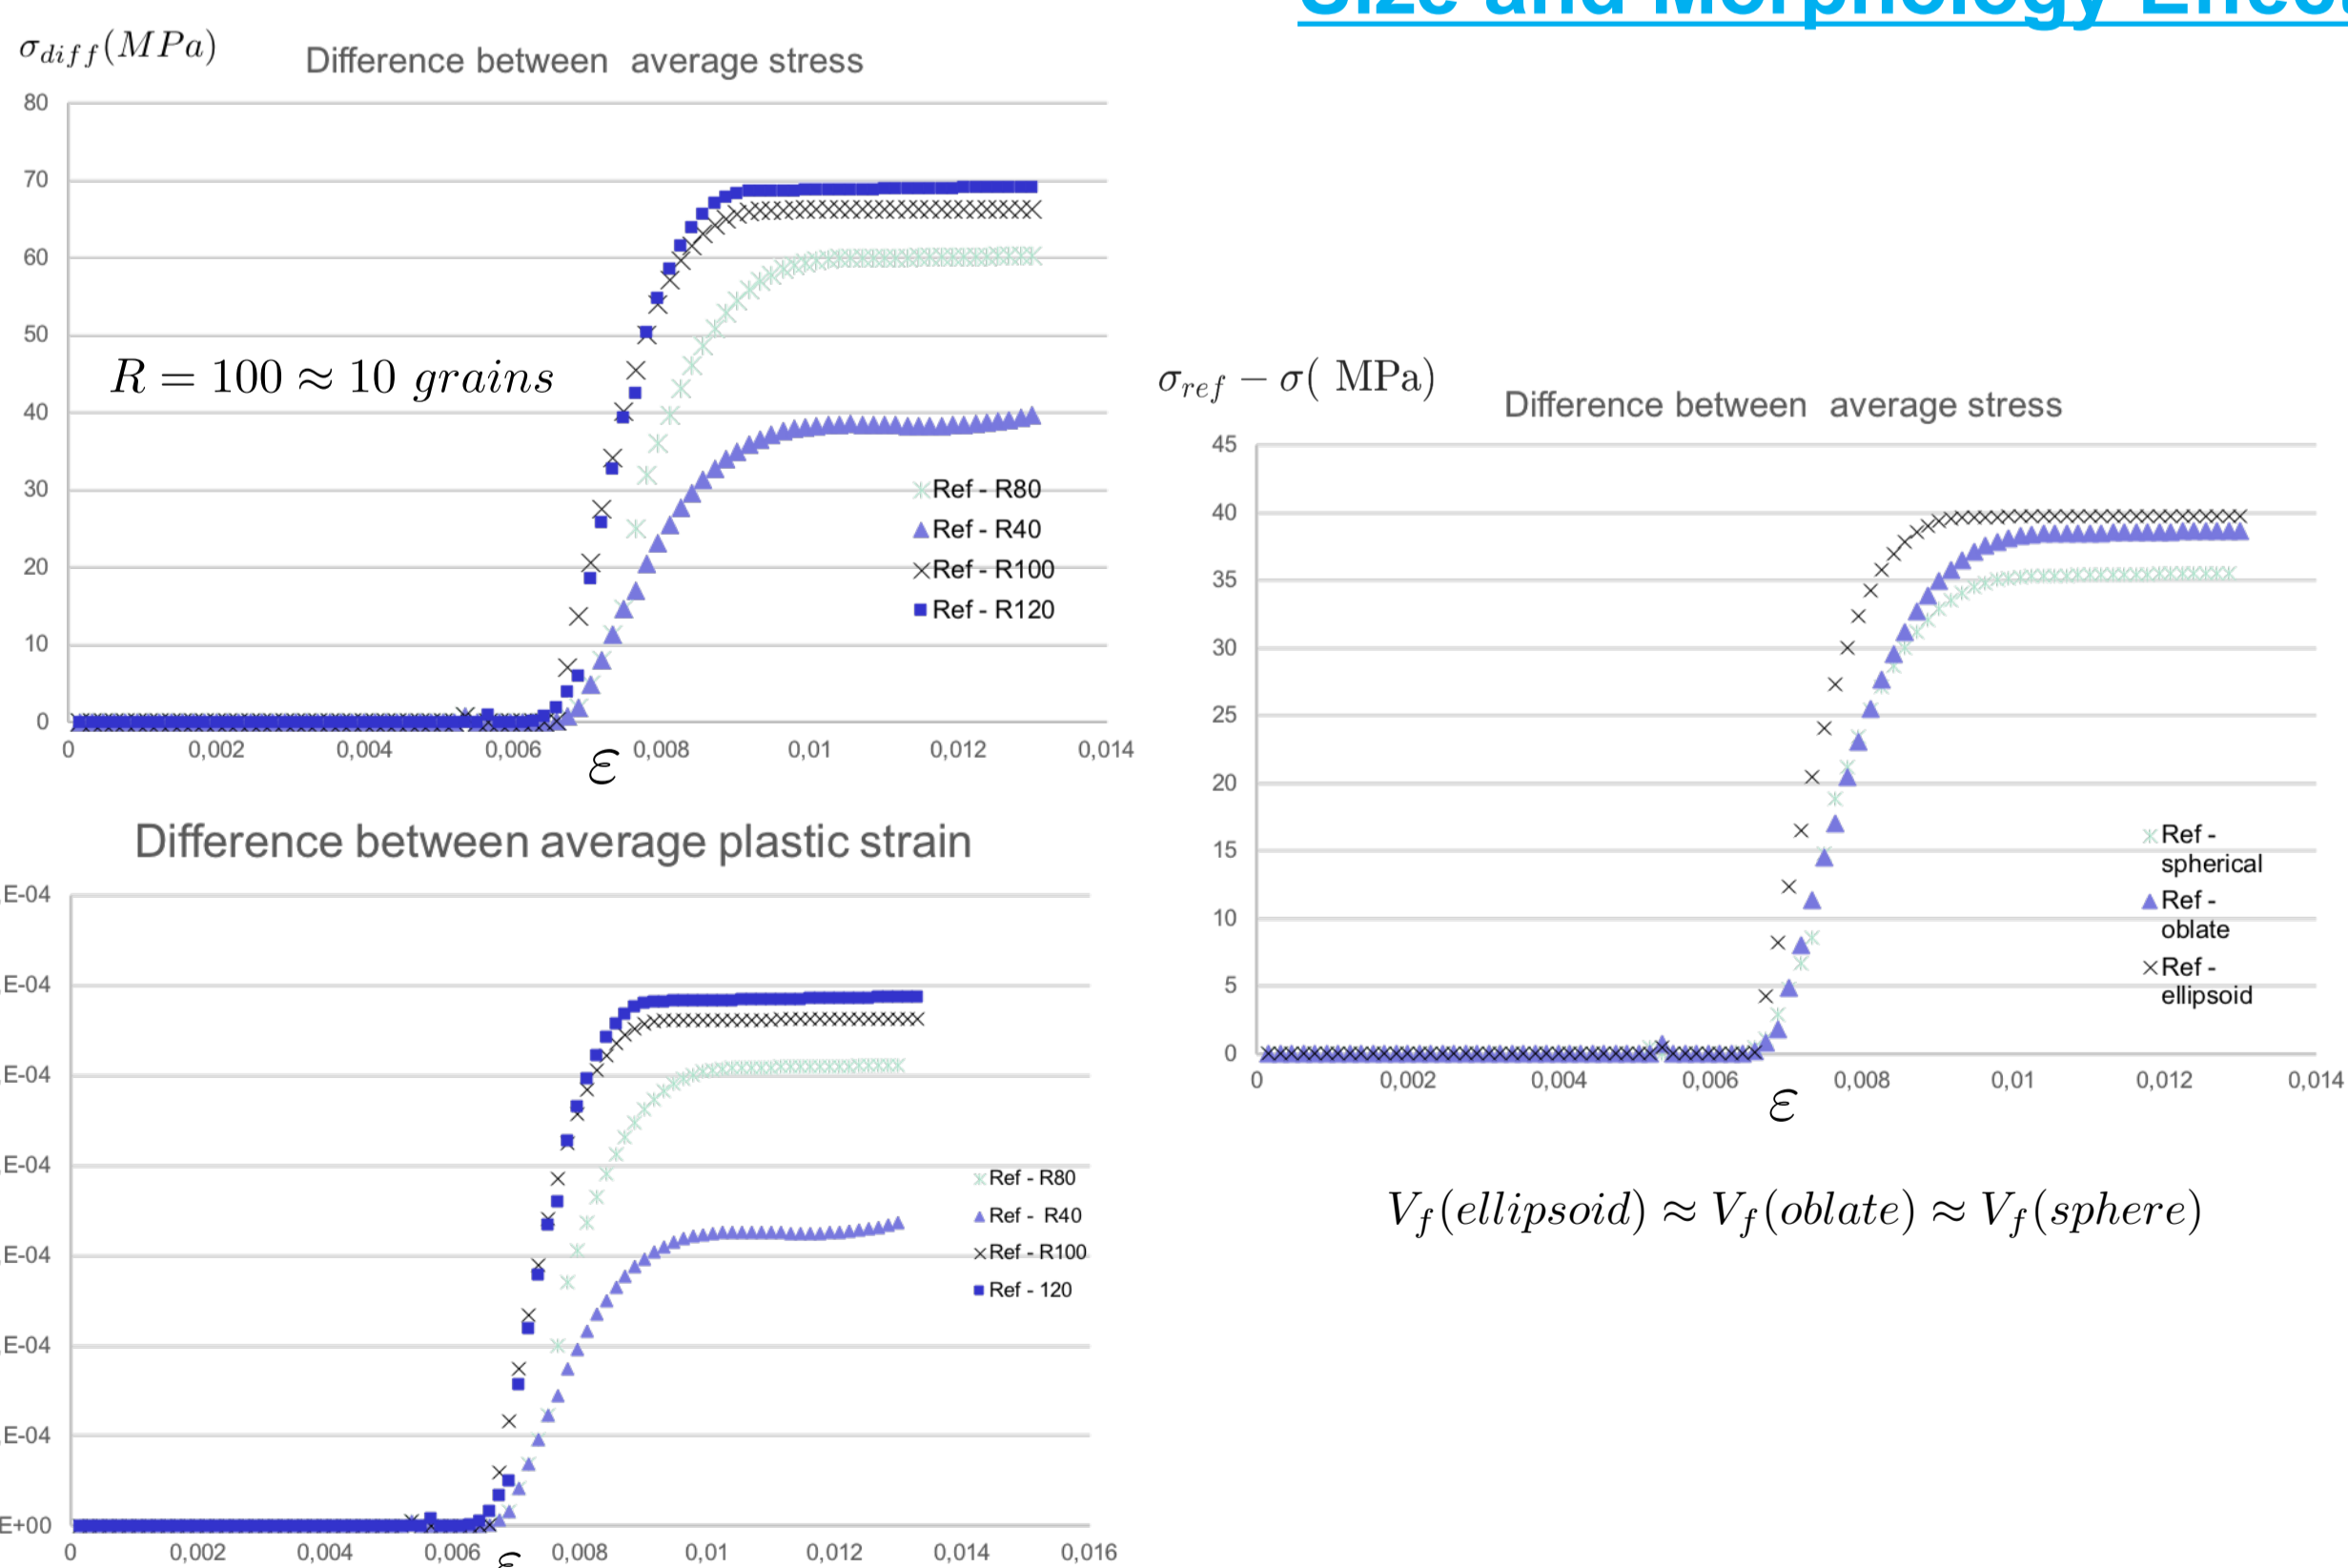 Size and Morphology Effect
σ_diff(MPa)
Difference between average stress
80
70
60
50
40
30
20
10
0
R = 100 ≈ 10 grains
Ref - R80
Ref - R40
Ref - R100
Ref - R120
0 0,002 0,004 0,006 0,008 0,01 0,012 0,014
ε
Difference between average plastic strain
E-04
E-04
E-04
E-04
E-04
E-04
E-04
E+00
Ref - R80
Ref - R40
Ref - R100
Ref - 120
0 0,002 0,004 0,006 0,008 0,01 0,012 0,014 0,016
ε
σ_ref − σ( MPa)
Difference between average stress
45
40
35
30
25
20
15
10
5
0
Ref -
spherical
Ref -
oblate
Ref -
ellipsoid
0 0,002 0,004 0,006 0,008 0,01 0,012 0,014
ε
V_f(ellipsoid) ≈ V_f(oblate) ≈ V_f(sphere)